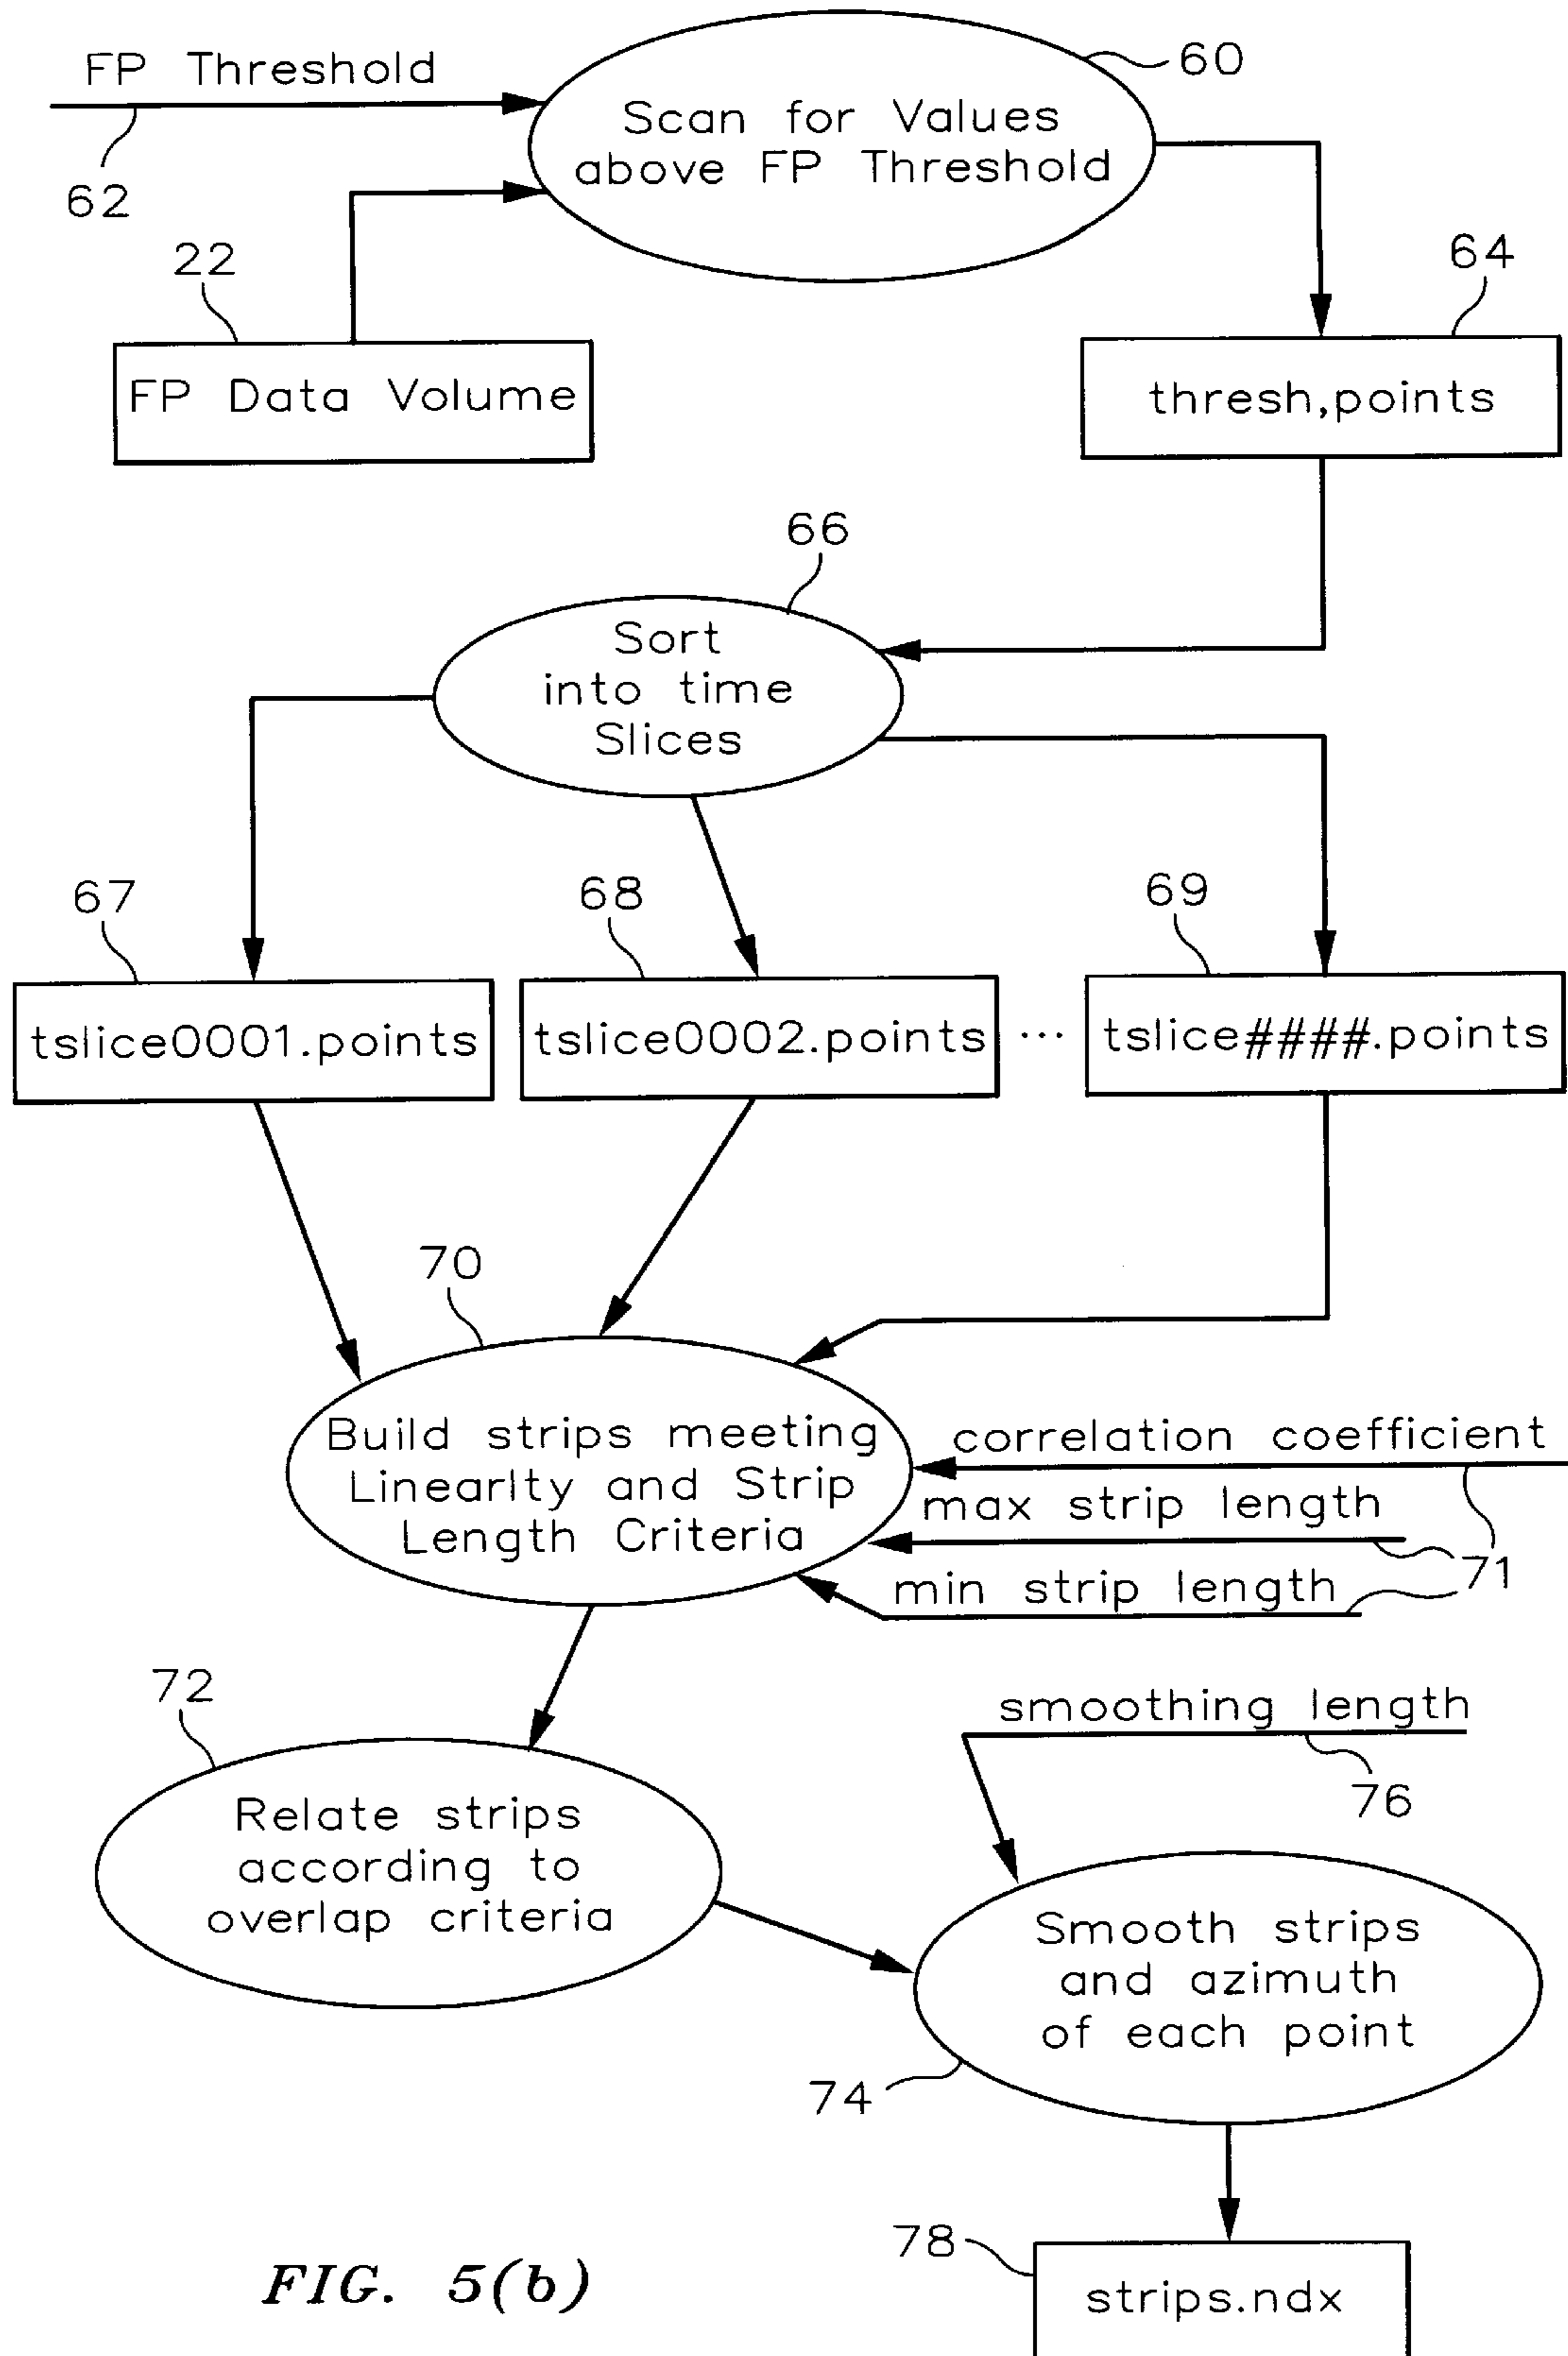 FP Threshold
60
Scan for Values
above FP Threshold
62
22
64
FP Data Volume
thresh,points
66
Sort
into time
Slices
67
68
69
tslice0001.points
tslice0002.points
...
tslice####.points
70
Build strips meeting
LinearIty and Strip
Length Criteria
correlation coefficient
max strip length
min strip length
71
72
smoothing length
76
Relate strips
according to
overlap criteria
Smooth strips
and azimuth
of each point
74
78
strips.ndx
FIG. 5(b)